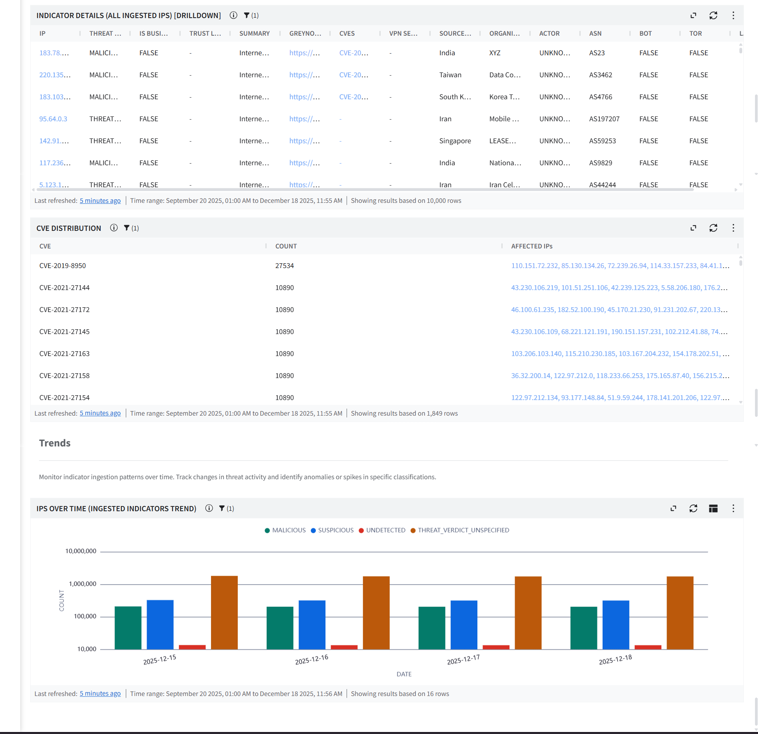 INDICATOR DETAILS (ALL INGESTED IPS) [DRILLDOWN] (1)
IP THREAT ... IS BUSI... TRUST L... SUMMARY GREYNO... CVES VPN SE... SOURCE... ORGANI... ACTOR ASN BOT TOR L
183.78.... MALICI... FALSE - Interne... https:/... CVE-20... - India XYZ UNKNO... AS23 FALSE FALSE
220.135... MALICI... FALSE - Interne... https:/... CVE-20... - Taiwan Data Co... UNKNO... AS3462 FALSE FALSE
183.103... MALICI... FALSE - Interne... https:/... CVE-20... - South K... Korea T... UNKNO... AS4766 FALSE FALSE
95.64.0.3 THREAT... FALSE - Interne... https:/... - - Iran Mobile ... UNKNO... AS197207 FALSE FALSE
142.91.... THREAT... FALSE - Interne... https:/... - - Singapore LEASE... UNKNO... AS59253 FALSE FALSE
117.236... MALICI... FALSE - Interne... https:/... - - India Nationa... UNKNO... AS9829 FALSE FALSE
5.123.1... THREAT... FALSE - Interne... https:/... - - Iran Iran Cel... UNKNO... AS44244 FALSE FALSE
Last refreshed: 5 minutes ago | Time range: September 20 2025, 01:00 AM to December 18 2025, 11:55 AM | Showing results based on 10,000 rows
CVE DISTRIBUTION (1)
CVE COUNT AFFECTED IPs
CVE-2019-8950 27534 110.151.72.232, 85.130.134.26, 72.239.26.94, 114.33.157.233, 84.41.1...
CVE-2021-27144 10890 43.230.106.219, 101.51.251.106, 42.239.125.223, 5.58.206.180, 176.2...
CVE-2021-27172 10890 46.100.61.235, 182.52.100.190, 45.170.21.230, 91.231.202.67, 220.13...
CVE-2021-27145 10890 43.230.106.109, 68.221.121.191, 190.151.157.231, 102.212.41.88, 74....
CVE-2021-27163 10890 103.206.103.140, 115.210.230.185, 103.167.204.232, 154.178.202.51, ...
CVE-2021-27158 10890 36.32.200.14, 122.97.212.0, 118.233.66.253, 175.165.87.40, 156.215.2...
CVE-2021-27154 10890 122.97.212.134, 93.177.148.84, 51.9.59.244, 178.141.201.206, 122.97....
Last refreshed: 5 minutes ago | Time range: September 20 2025, 01:00 AM to December 18 2025, 11:55 AM | Showing results based on 1,849 rows
Trends
Monitor indicator ingestion patterns over time. Track changes in threat activity and identify anomalies or spikes in specific classifications.
IPS OVER TIME (INGESTED INDICATORS TREND) (1)
MALICIOUS SUSPICIOUS UNDETECTED THREAT_VERDICT_UNSPECIFIED
10,000,000
1,000,000
100,000
10,000
COUNT
2025-12-15 2025-12-16 2025-12-17 2025-12-18
DATE
Last refreshed: 5 minutes ago | Time range: September 20 2025, 01:00 AM to December 18 2025, 11:56 AM | Showing results based on 16 rows